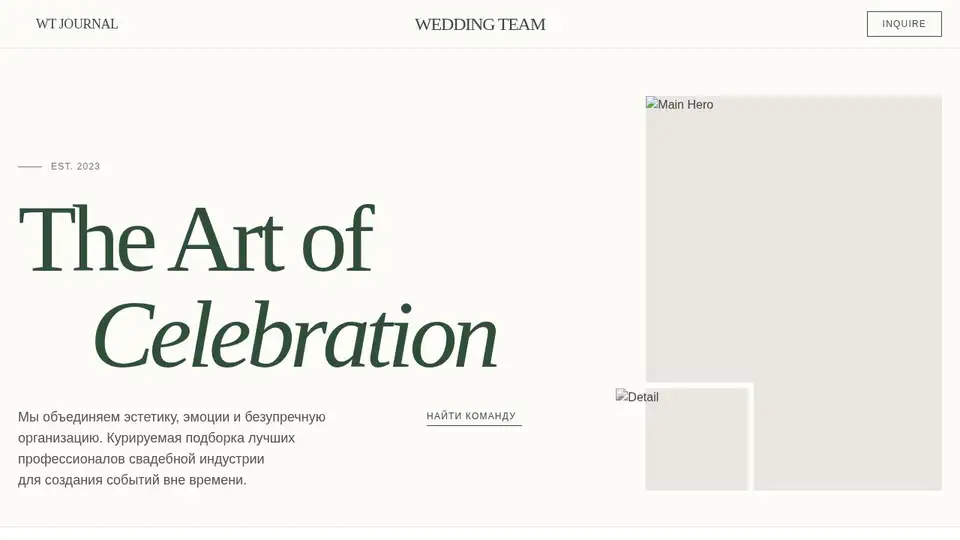 WT JOURNAL
WEDDING TEAM
INQUIRE
Main Hero
EST. 2023
The Art of
Celebration
Detail
Мы объединяем эстетику, эмоции и безупречную
организацию. Курируемая подборка лучших
профессионалов свадебной индустрии
для создания событий вне времени.
НАЙТИ КОМАНДУ